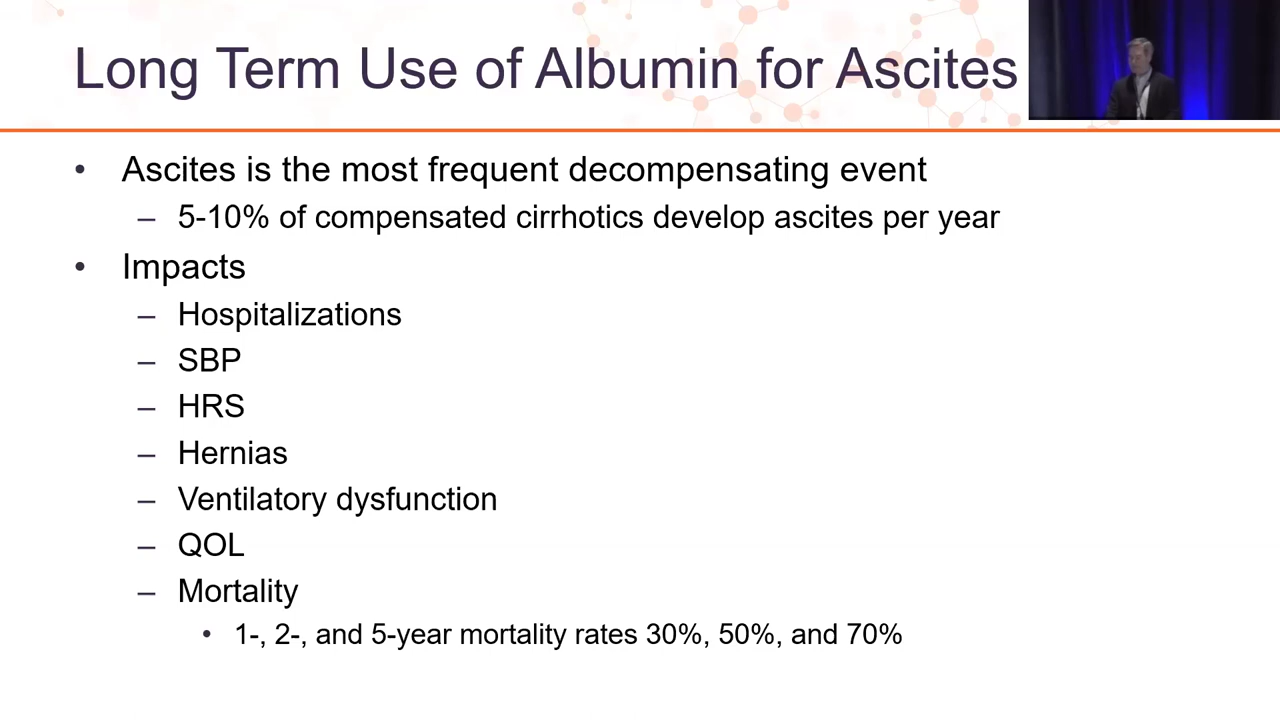 Long Term Use of Albumin for Ascites
• Ascites is the most frequent decompensating event
– 5-10% of compensated cirrhotics develop ascites per year
• Impacts
– Hospitalizations
– SBP
– HRS
– Hernias
– Ventilatory dysfunction
– QOL
– Mortality
• 1-, 2-, and 5-year mortality rates 30%, 50%, and 70%